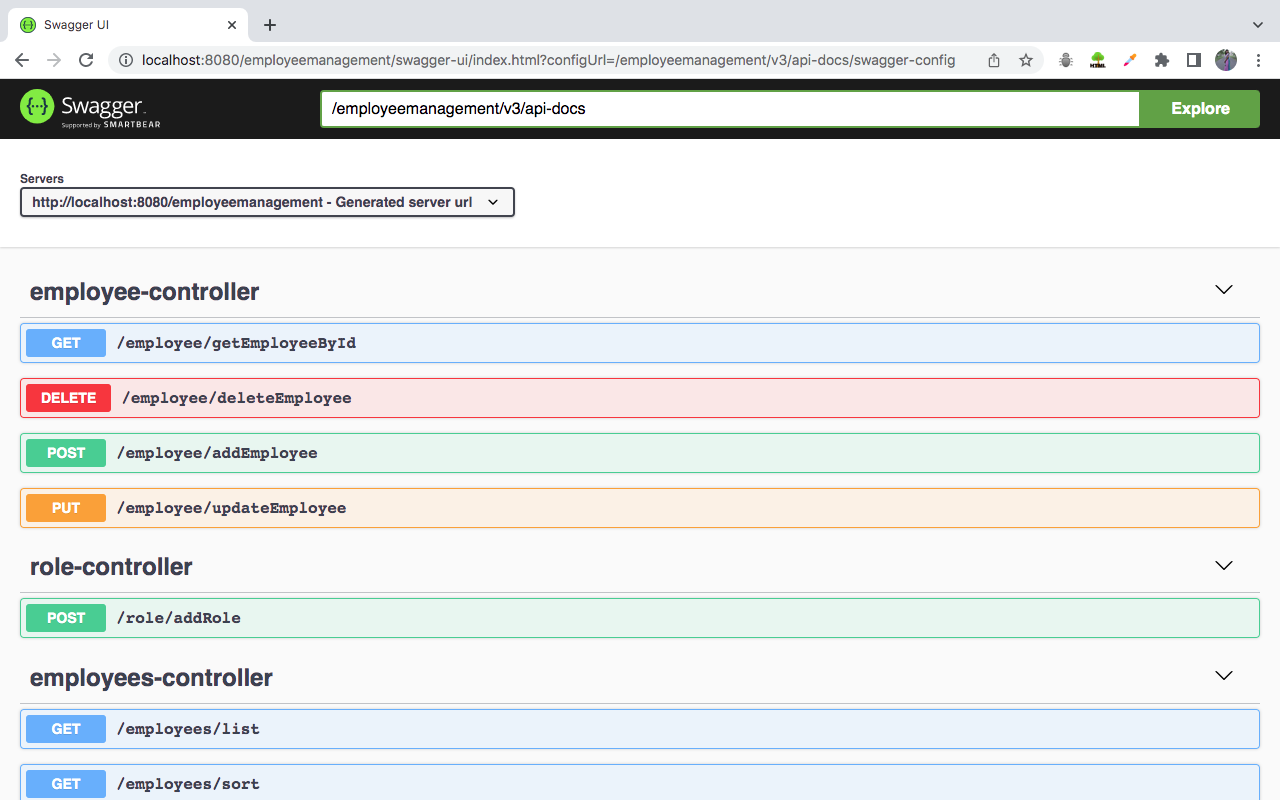 Swagger UI
localhost:8080/employeemanagement/swagger-ui/index.html?configUrl=/employeemanagement/v3/api-docs/swagger-config
HTML
{···} Swagger
Supported by SMARTBEAR
/employeemanagement/v3/api-docs
Explore
Servers
http://localhost:8080/employeemanagement - Generated server url
employee-controller
GET /employee/getEmployeeById
DELETE /employee/deleteEmployee
POST /employee/addEmployee
PUT /employee/updateEmployee
role-controller
POST /role/addRole
employees-controller
GET /employees/list
GET /employees/sort